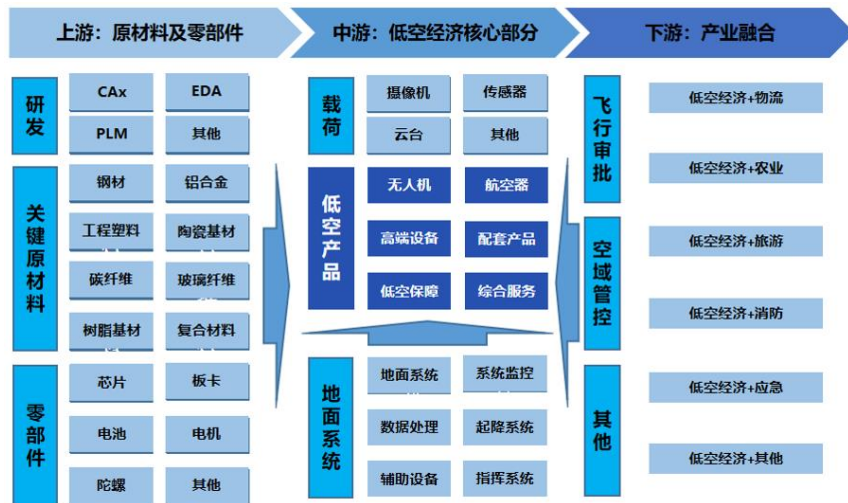 上游：原材料及零部件
中游：低空经济核心部分
下游：产业融合
研发
CAx
EDA
PLM
其他
关键原材料
钢材
铝合金
工程塑料
陶瓷基材
碳纤维
玻璃纤维
树脂基材
复合材料
零部件
芯片
板卡
电池
电机
陀螺
其他
载荷
摄像机
传感器
云台
其他
低空产品
无人机
航空器
高端设备
配套产品
低空保障
综合服务
地面系统
地面系统
系统监控
数据处理
起降系统
辅助设备
指挥系统
飞行审批
空域管控
其他
低空经济+物流
低空经济+农业
低空经济+旅游
低空经济+消防
低空经济+应急
低空经济+其他